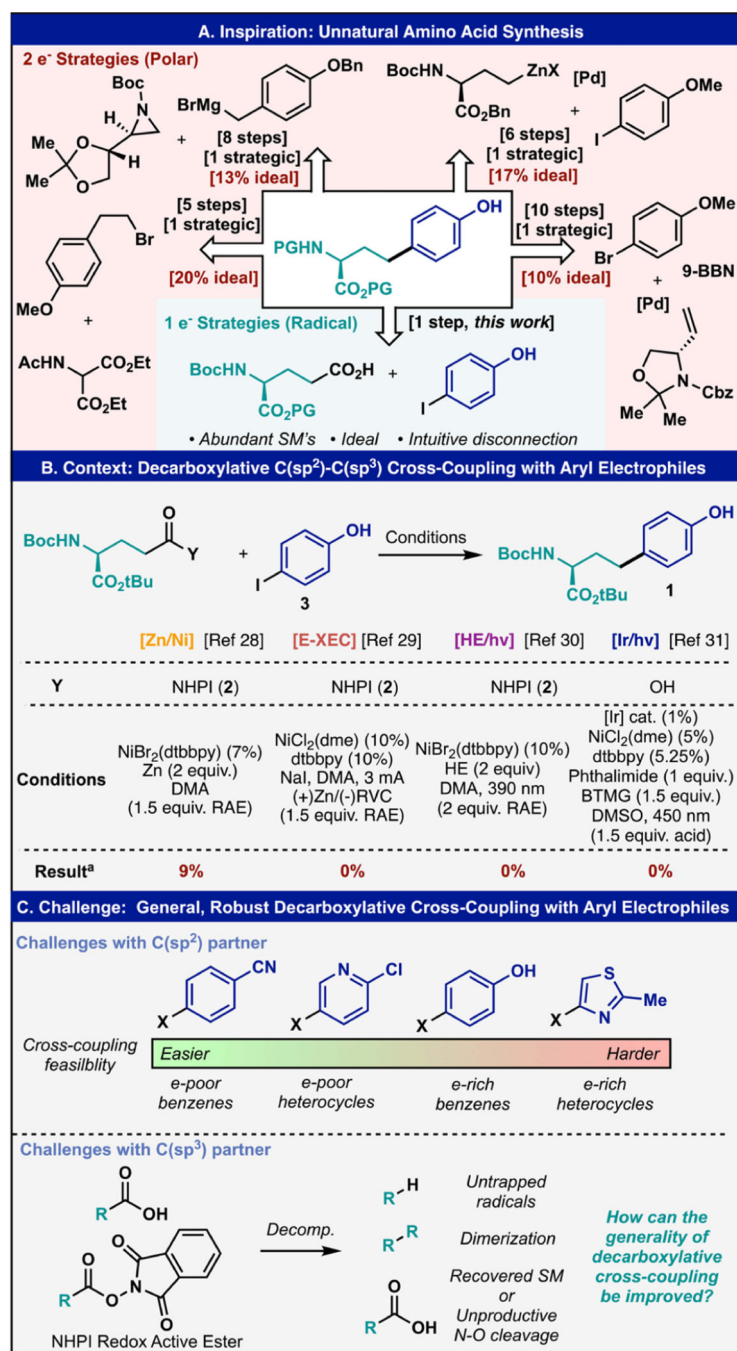 A. Inspiration: Unnatural Amino Acid Synthesis
2 e- Strategies (Polar)
Boc
N
H
O
O
H
Me
Me
+
BrMg
OBn
[8 steps]
[1 strategic]
[13% ideal]
BocHN
ZnX
CO2Bn
[Pd]
+
I
OMe
[6 steps]
[1 strategic]
[17% ideal]
[5 steps]
[1 strategic]
[20% ideal]
Br
MeO
+
AcHN
CO2Et
CO2Et
PGHN
CO2PG
OH
[10 steps]
[1 strategic]
[10% ideal]
OMe
Br
9-BBN
+
[Pd]
O
N
Cbz
Me
Me
1 e- Strategies (Radical)
[1 step, this work]
BocHN
CO2H
CO2PG
+
I
OH
• Abundant SM's • Ideal • Intuitive disconnection
B. Context: Decarboxylative C(sp2)-C(sp3) Cross-Coupling with Aryl Electrophiles
BocHN
O
Y
CO2tBu
+
I
OH
3
Conditions
BocHN
CO2tBu
OH
1
[Zn/Ni] [Ref 28] [E-XEC] [Ref 29] [HE/hv] [Ref 30] [Ir/hv] [Ref 31]
Y NHPI (2) NHPI (2) NHPI (2) OH
Conditions
NiBr2(dtbbpy) (7%)
Zn (2 equiv.)
DMA
(1.5 equiv. RAE)
NiCl2(dme) (10%)
dtbbpy (10%)
NaI, DMA, 3 mA
(+)Zn/(-)RVC
(1.5 equiv. RAE)
NiBr2(dtbbpy) (10%)
HE (2 equiv)
DMA, 390 nm
(2 equiv. RAE)
[Ir] cat. (1%)
NiCl2(dme) (5%)
dtbbpy (5.25%)
Phthalimide (1 equiv.)
BTMG (1.5 equiv.)
DMSO, 450 nm
(1.5 equiv. acid)
Resulta 9% 0% 0% 0%
C. Challenge: General, Robust Decarboxylative Cross-Coupling with Aryl Electrophiles
Challenges with C(sp2) partner
X
CN
N
Cl
X
OH
X
S
Me
N
X
Cross-coupling
feasilblity
Easier
Harder
e-poor
benzenes
e-poor
heterocycles
e-rich
benzenes
e-rich
heterocycles
Challenges with C(sp3) partner
O
R
OH
O
R
O
N
O
O
NHPI Redox Active Ester
Decomp.
R-H
Untrapped
radicals
R-R
Dimerization
O
R
OH
Recovered SM
or
Unproductive
N-O cleavage
How can the
generality of
decarboxylative
cross-coupling
be improved?